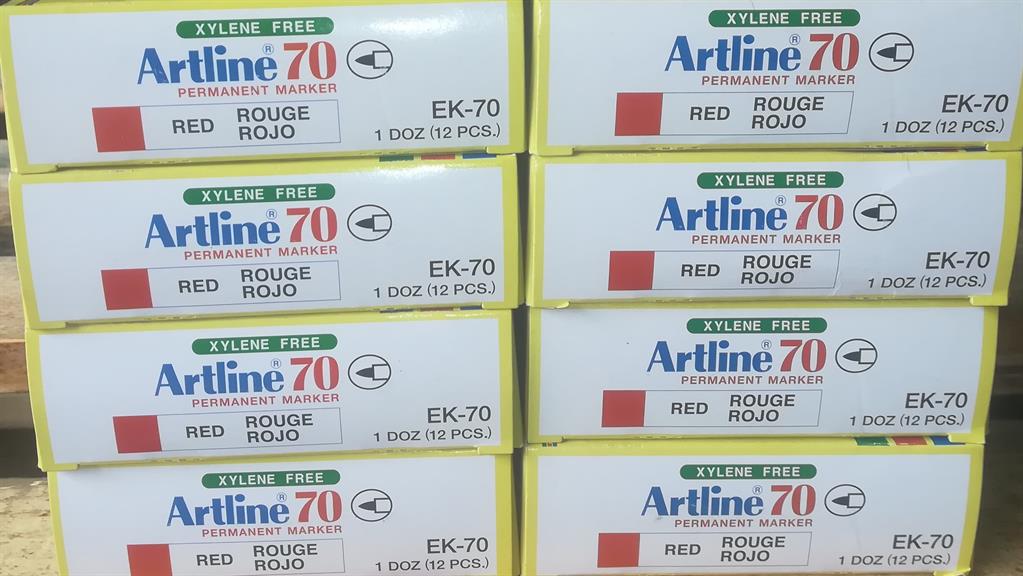 XYLENE FREE
Artline® 70
PERMANENT MARKER
RED ROUGE ROJO
EK-70
1 DOZ (12 PCS.)
XYLENE FREE
Artline® 70
PERMANENT MARKER
RED ROUGE ROJO
EK-70
1 DOZ (12 PCS.)
XYLENE FREE
Artline® 70
PERMANENT MARKER
RED ROUGE ROJO
EK-70
1 DOZ (12 PCS.)
XYLENE FREE
Artline® 70
PERMANENT MARKER
RED ROUGE ROJO
EK-70
1 DOZ (12 PCS.)
XYLENE FREE
Artline® 70
PERMANENT MARKER
RED ROUGE ROJO
EK-70
1 DOZ (12 PCS.)
XYLENE FREE
Artline® 70
PERMANENT MARKER
RED ROUGE ROJO
EK-70
1 DOZ (12 PCS.)
XYLENE FREE
Artline® 70
PERMANENT MARKER
RED ROUGE ROJO
EK-70
1 DOZ (12 PCS.)
XYLENE FREE
Artline® 70
PERMANENT MARKER
RED ROUGE ROJO
EK-70
1 DOZ (12 PCS.)